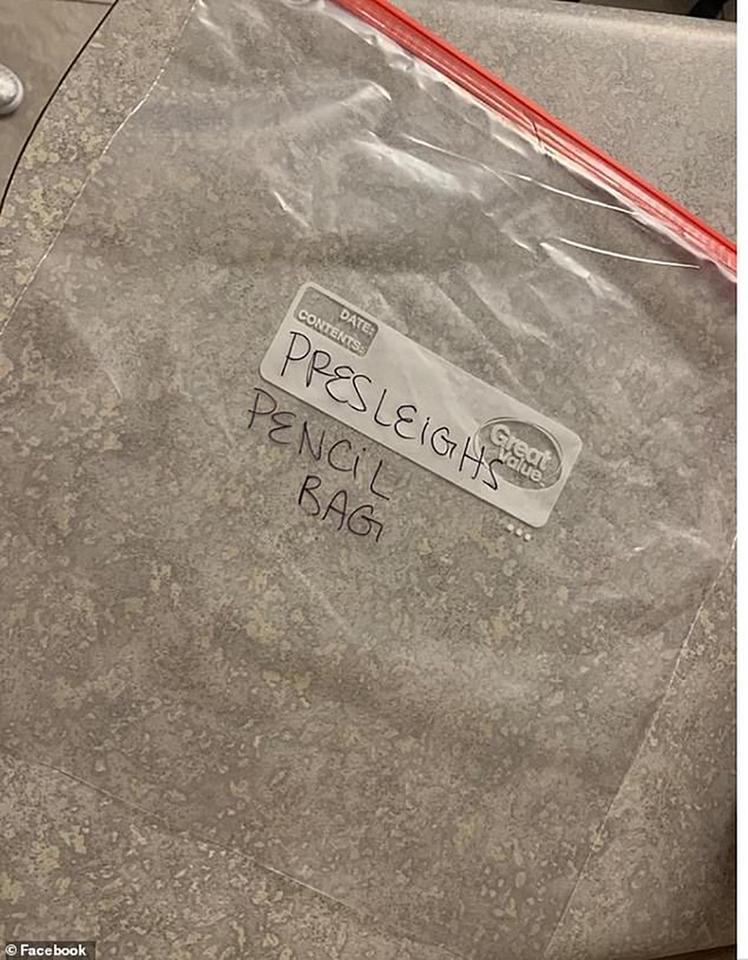 DATE:
CONTENTS:
PRESLEIGHS
Great
Value
PENCiL
BAG
© Facebook